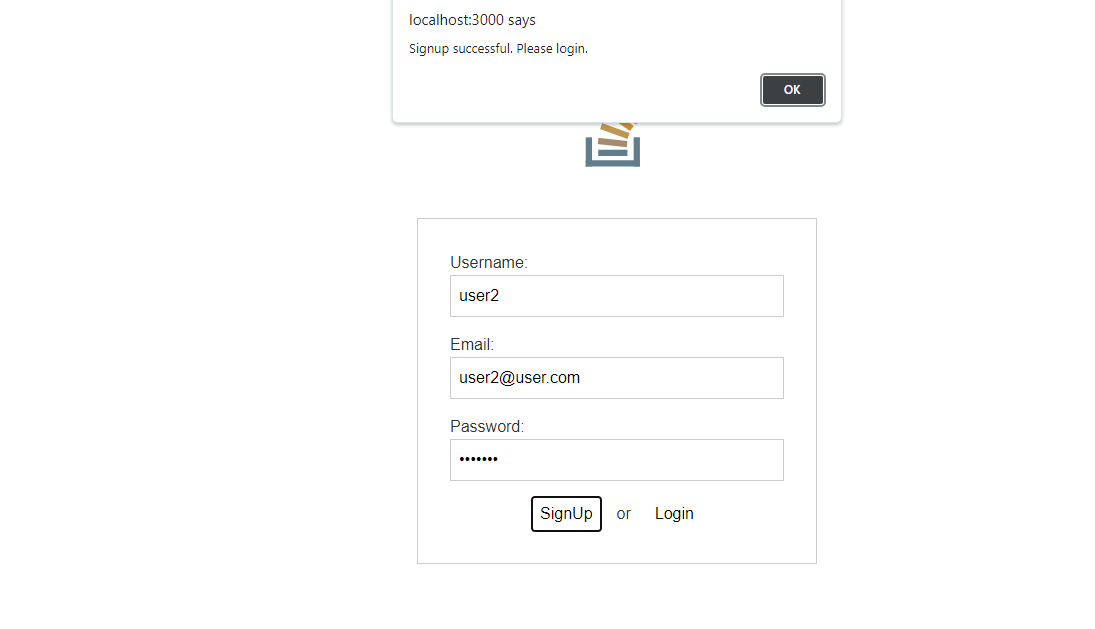 localhost:3000 says
Signup successful. Please login.
OK
Username:
user2
Email:
user2@user.com
Password:
•••••••
SignUp or Login